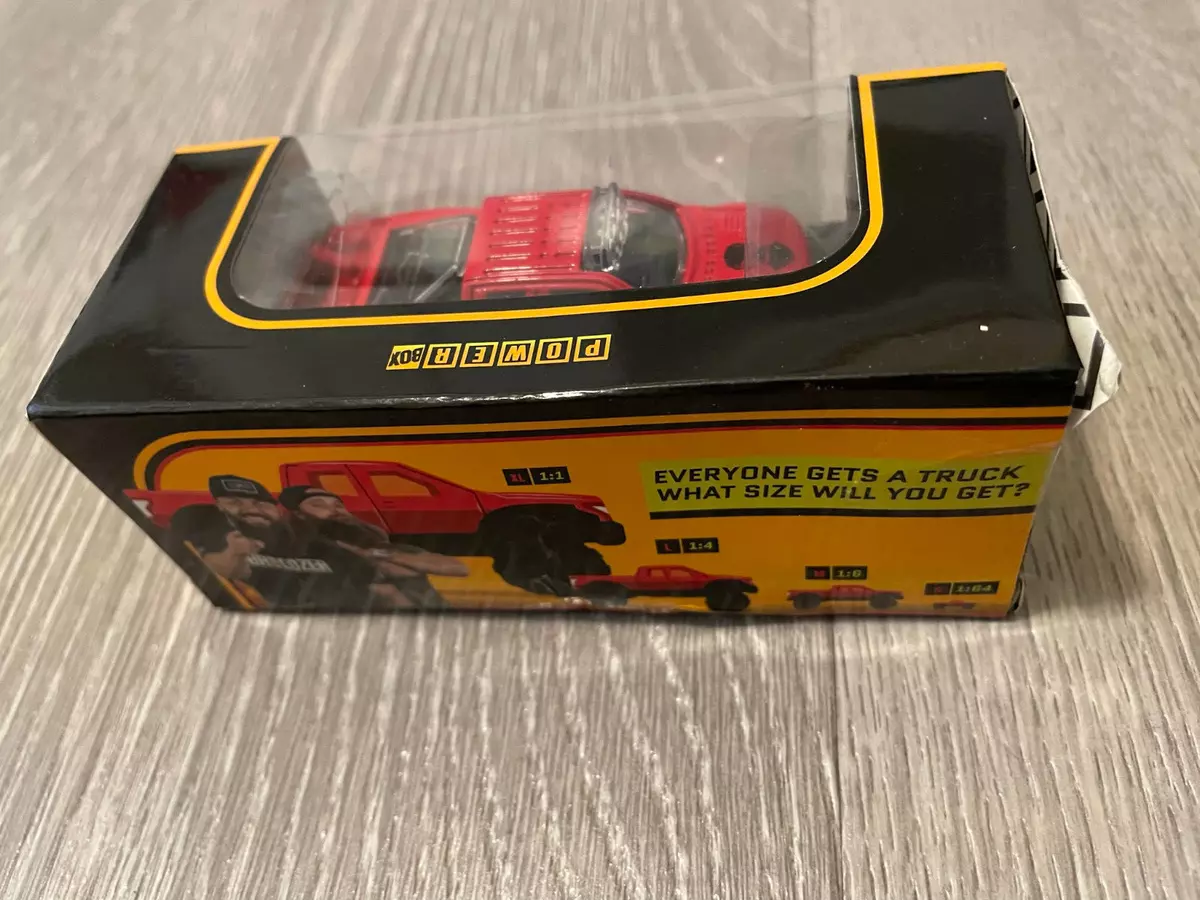 POWER BOX
XL 1:1
EVERYONE GETS A TRUCK
WHAT SIZE WILL YOU GET?
L 1:4
M 1:6
S 1:64